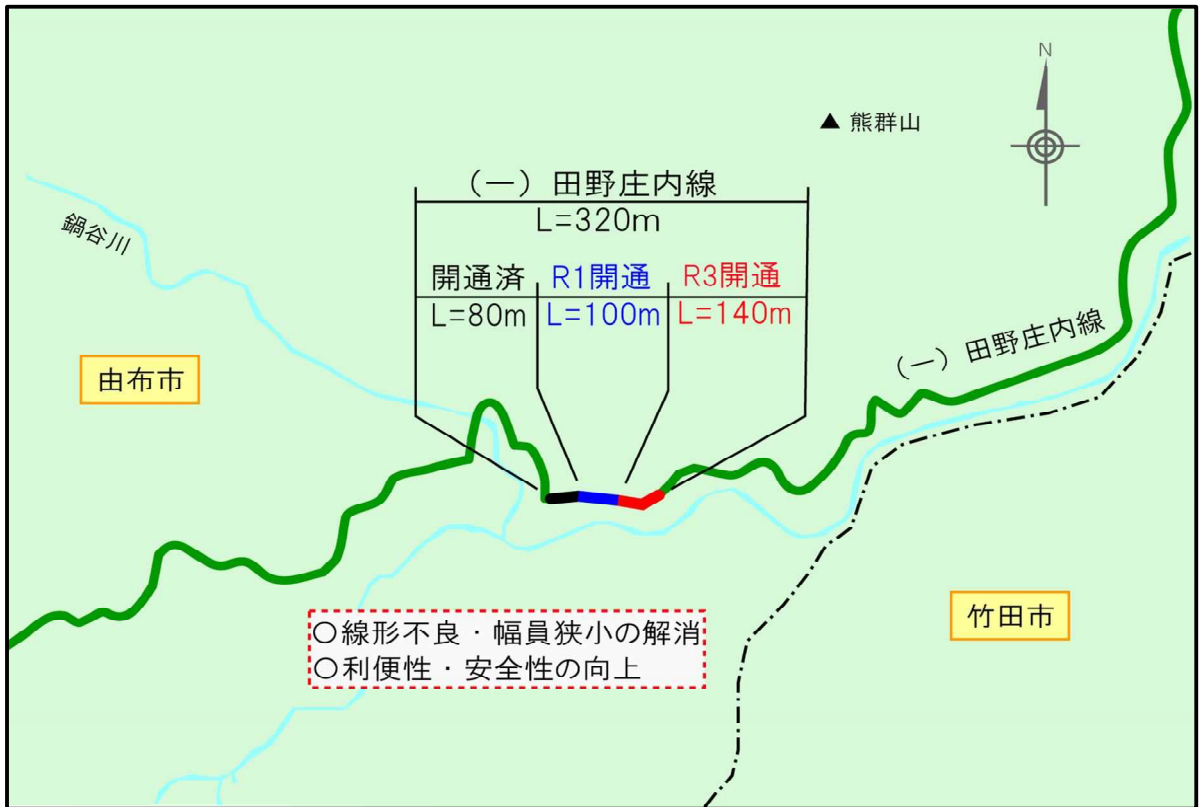 N
▲ 熊群山
(一) 田野庄内線
L=320m
鍋谷川
開通済 R1開通 R3開通
L=80m L=100m L=140m
(一) 田野庄内線
由布市
竹田市
○線形不良・幅員狭小の解消
○利便性・安全性の向上